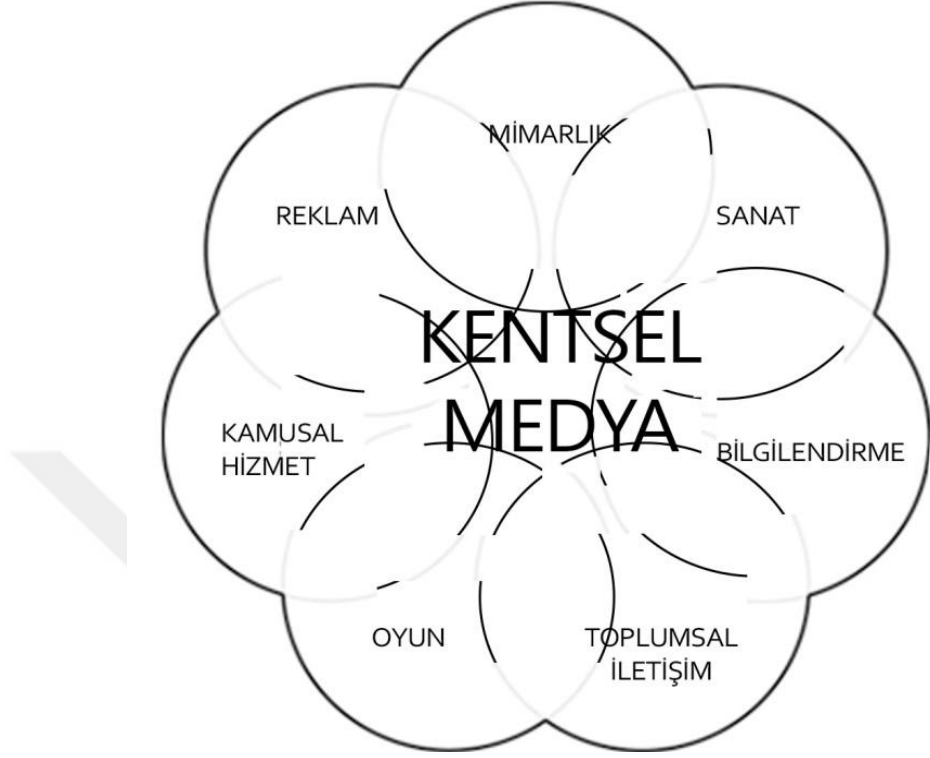 MİMARLIK
REKLAM
SANAT
KENTSEL
MEDYA
KAMUSAL
HİZMET
BİLGİLENDİRME
OYUN
TOPLUMSAL
İLETİŞİM